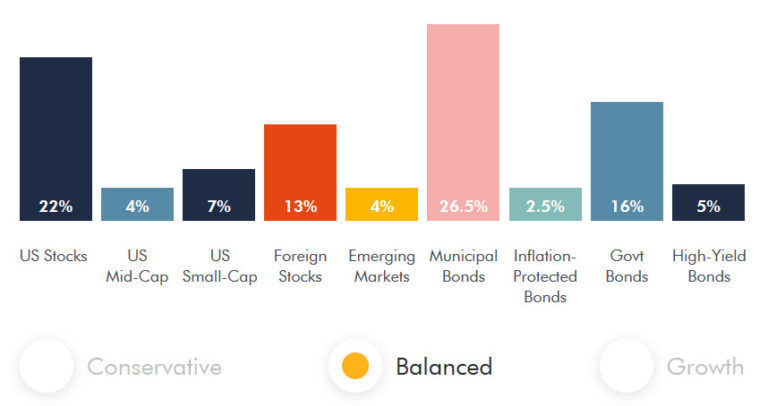 22%
4%
7%
13%
4%
26.5%
2.5%
16%
5%
US Stocks
US
Mid-Cap
US
Small-Cap
Foreign
Stocks
Emerging
Markets
Municipal
Bonds
Inflation-
Protected
Bonds
Govt
Bonds
High-Yield
Bonds
Conservative
Balanced
Growth